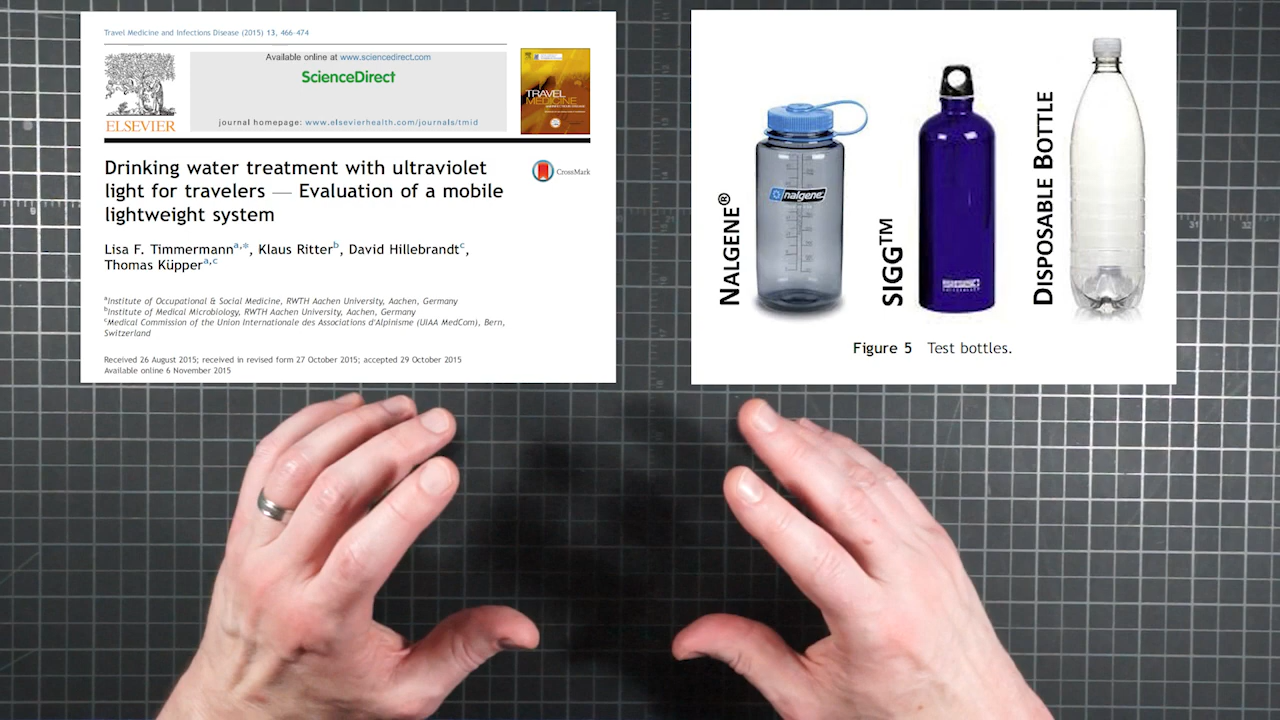 Travel Medicine and Infectious Disease (2015) 13, 466-474
Available online at www.sciencedirect.com
ScienceDirect
journal homepage: www.elsevierhealth.com/journals/tmid
ELSEVIER
TRAVEL
MEDICINE
Drinking water treatment with ultraviolet
light for travelers — Evaluation of a mobile
lightweight system
CrossMark
Lisa F. Timmermann a,*, Klaus Ritter b, David Hillebrandt c,
Thomas Küpper a,c
a Institute of Occupational & Social Medicine, RWTH Aachen University, Aachen, Germany
b Institute of Medical Microbiology, RWTH Aachen University, Aachen, Germany
c Medical Commission of the Union Internationale des Associations d'Alpinisme (UIAA MedCom), Bern,
Switzerland
Received 26 August 2015; received in revised form 27 October 2015; accepted 29 October 2015
Available online 6 November 2015
NALGENE®
nalgene
SIGG™
SIGG
DISPOSABLE BOTTLE
Figure 5 Test bottles.
31
32
9